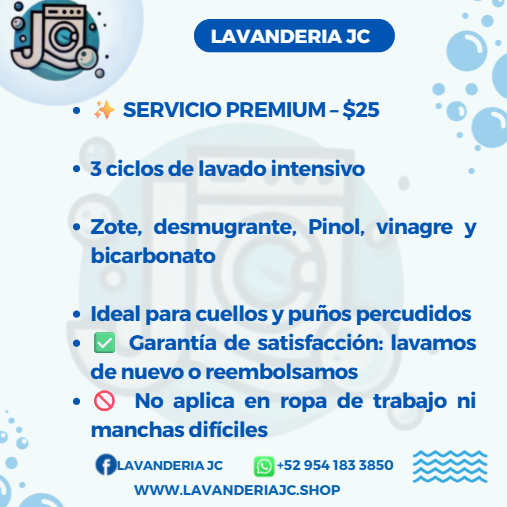 JC
LAVANDERIA JC
• ✨ SERVICIO PREMIUM – $25
• 3 ciclos de lavado intensivo
• Zote, desmugrante, Pinol, vinagre y
bicarbonato
• Ideal para cuellos y puños percudidos
• ✅ Garantía de satisfacción: lavamos
de nuevo o reembolsamos
• 🚫 No aplica en ropa de trabajo ni
manchas difíciles
LAVANDERIA JC +52 954 183 3850
WWW.LAVANDERIAJC.SHOP